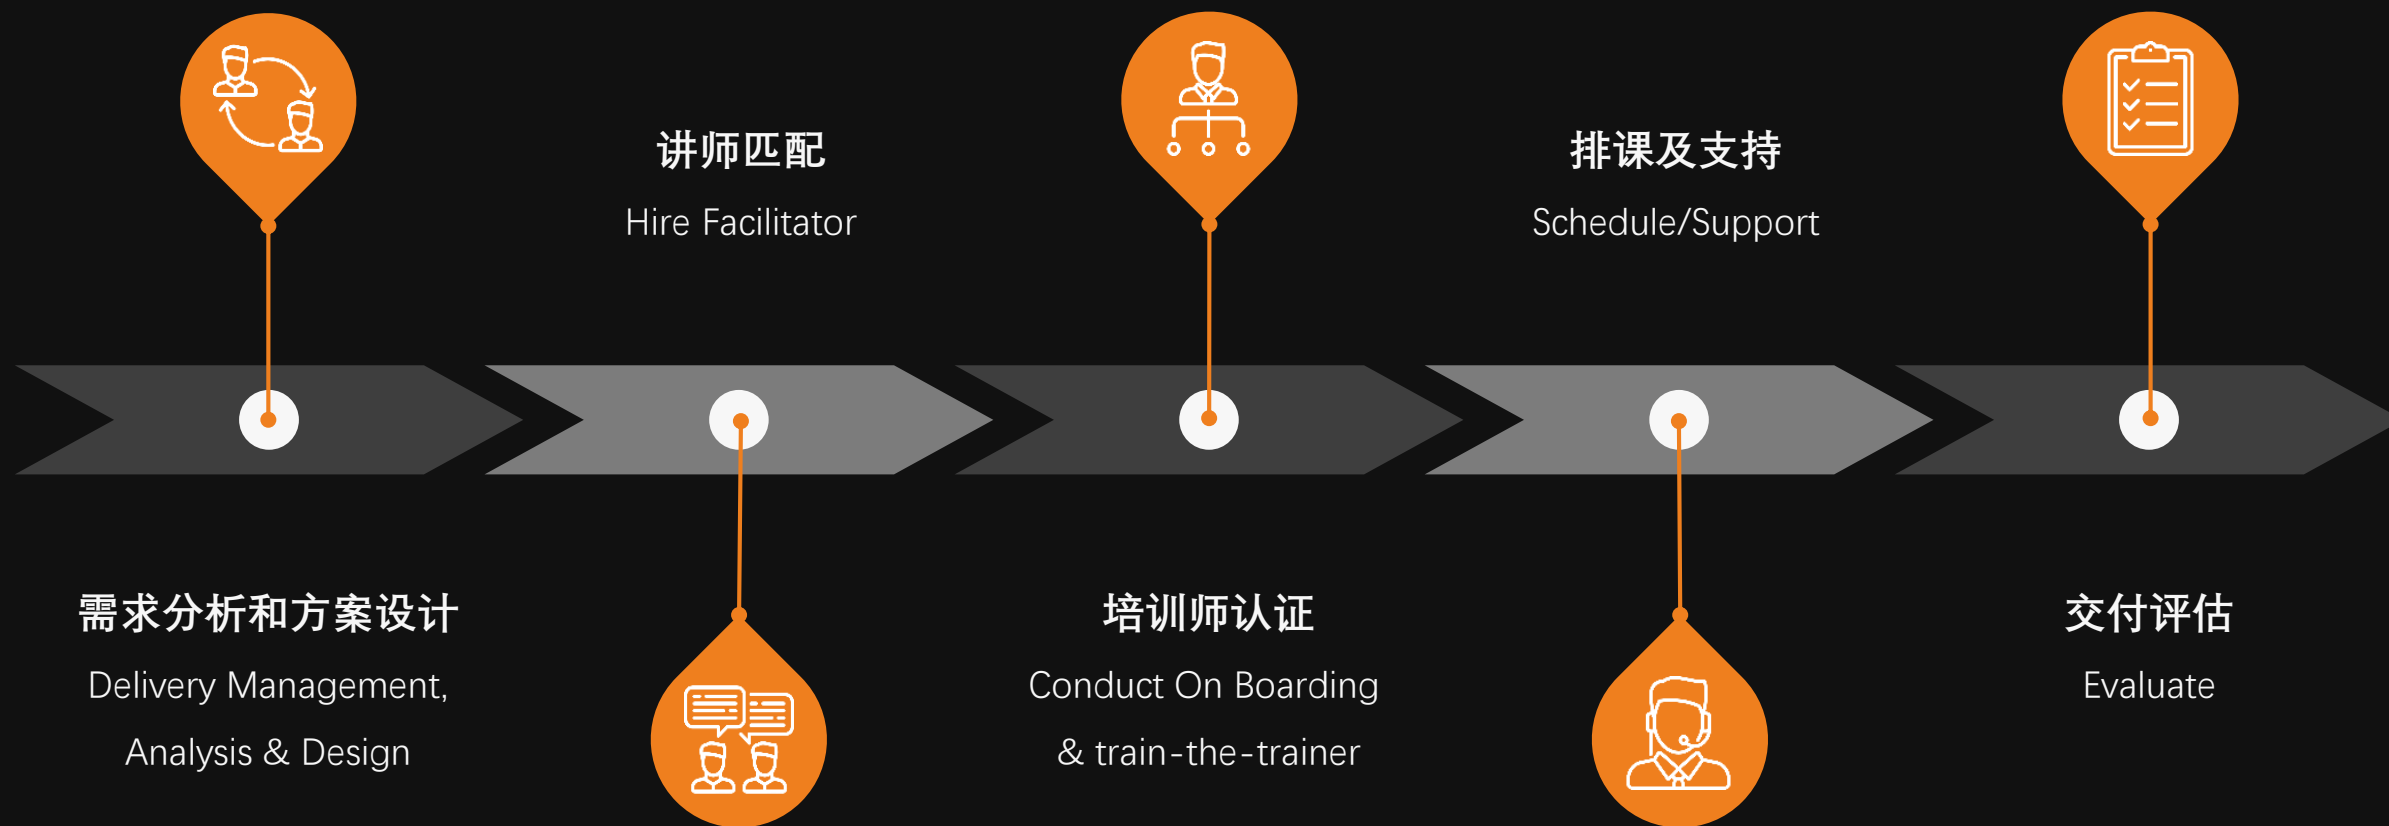 需求分析和方案设计
Delivery Management,
Analysis & Design
讲师匹配
Hire Facilitator
培训师认证
Conduct On Boarding
& train-the-trainer
排课及支持
Schedule/Support
交付评估
Evaluate